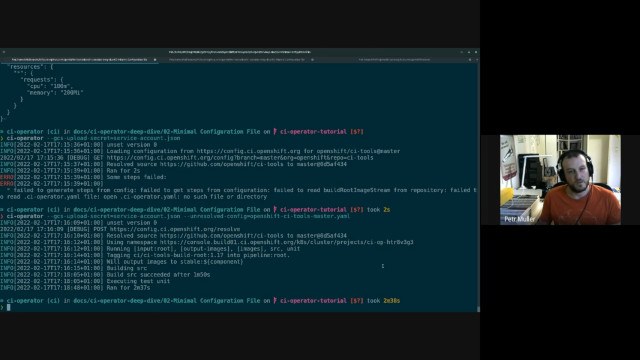 "resources": {
"*": {
"requests": {
"cpu": "100m",
"memory": "200Mi"
}
}
}
ci-operator (ci) in docs/ci-operator-deep-dive/02-Minimal Configuration File on ci-operator-tutorial [$?]
ci-operator --gcs-upload-secret=service-account.json
INFO[2022-02-17T17:15:36+01:00] unset version 0
INFO[2022-02-17T17:15:36+01:00] Loading configuration from https://config.ci.openshift.org for openshift/ci-tools@master
2022/02/17 17:15:36 [DEBUG] GET https://config.ci.openshift.org/config?branch=master&org=openshift&repo=ci-tools
INFO[2022-02-17T17:15:39+01:00] Resolved source https://github.com/openshift/ci-tools to master@8d5af434
INFO[2022-02-17T17:15:39+01:00] Ran for 2s
ERRO[2022-02-17T17:15:39+01:00] Some steps failed:
ERRO[2022-02-17T17:15:39+01:00]
* failed to generate steps from config: failed to get steps from configuration: failed to read buildRootImageStream from repository: failed t
o read .ci-operator.yaml file: open .ci-operator.yaml: no such file or directory
ci-operator (ci) in docs/ci-operator-deep-dive/02-Minimal Configuration File on ci-operator-tutorial [$?] took 2s
ci-operator --gcs-upload-secret=service-account.json --unresolved-config=openshift-ci-tools-master.yaml
INFO[2022-02-17T17:16:09+01:00] unset version 0
2022/02/17 17:16:09 [DEBUG] POST https://config.ci.openshift.org/resolve
INFO[2022-02-17T17:16:10+01:00] Resolved source https://github.com/openshift/ci-tools to master@8d5af434
INFO[2022-02-17T17:16:12+01:00] Using namespace https://console.build01.ci.openshift.org/k8s/cluster/projects/ci-op-htr8x3q3
INFO[2022-02-17T17:16:12+01:00] Running [input:root], [output-images], [images], src, unit
INFO[2022-02-17T17:16:14+01:00] Tagging ci/ci-tools-build-root:1.17 into pipeline:root.
INFO[2022-02-17T17:16:14+01:00] Will output images to stable:${component}
INFO[2022-02-17T17:16:15+01:00] Building src
INFO[2022-02-17T17:18:05+01:00] Build src succeeded after 1m50s
INFO[2022-02-17T17:18:05+01:00] Executing test unit
INFO[2022-02-17T17:18:48+01:00] Ran for 2m37s
ci-operator (ci) in docs/ci-operator-deep-dive/02-Minimal Configuration File on ci-operator-tutorial [$?] took 2m38s
Petr Muller